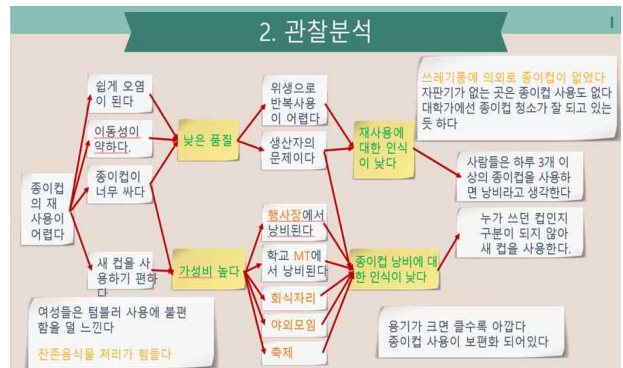 2. 관찰분석
쉽게 오염
이 된다
이동성이
약하다.
종이컵이
너무 싸다
종이컵
의 재
사용이
어렵다
새 컵을 사
용하기 편하
다
낮은 품질
가성비 높다
위생으로
반복사용
이 어렵다
생산자의
문제이다
행사장에서
낭비된다
학교 MT에
서 낭비된다
회식자리
야외모임
축제
재사용에
대한 인식
이 낮다
종이컵 낭비에 대
한 인식이 낮다
쓰레기통에 의외로 종이컵이 없었다
자판기가 없는 곳은 종이컵 사용도 없다
대학가에선 종이컵 청소가 잘 되고 있는
듯 하다
사람들은 하루 3개 이
상의 종이컵을 사용하
면 낭비라고 생각한다
누가 쓰던 컵인지
구분이 되지 않아
새 컵을 사용한다.
여성들은 텀블러 사용에 불편
함을 덜 느낀다
잔존음식물 처리가 힘들다
용기가 크면 클수록 아깝다
종이컵 사용이 보편화 되어있다